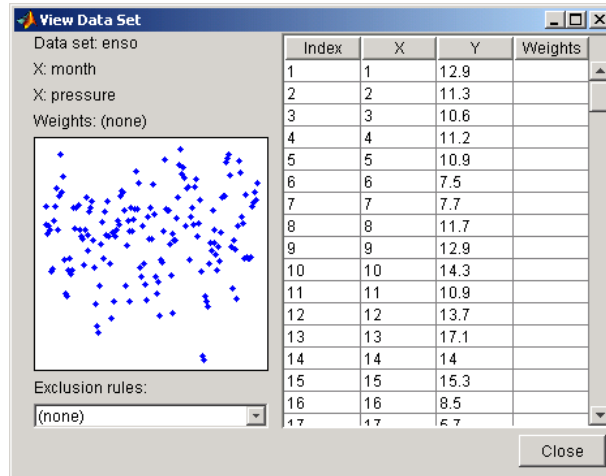 View Data Set
Data set: enso
X: month
X: pressure
Weights: (none)
Exclusion rules:
(none)
Index X Y Weights
1 1 12.9
2 2 11.3
3 3 10.6
4 4 11.2
5 5 10.9
6 6 7.5
7 7 7.7
8 8 11.7
9 9 12.9
10 10 14.3
11 11 10.9
12 12 13.7
13 13 17.1
14 14 14
15 15 15.3
16 16 8.5
17 17 5.7
Close